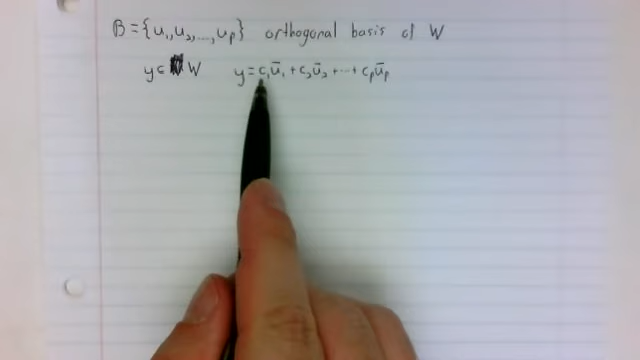 B = {u₁, u₂, ..., uₚ} orthogonal basis of W
y ∈ W y = c₁ū₁ + c₂ū₂ + ⋯ + cₚūₚ